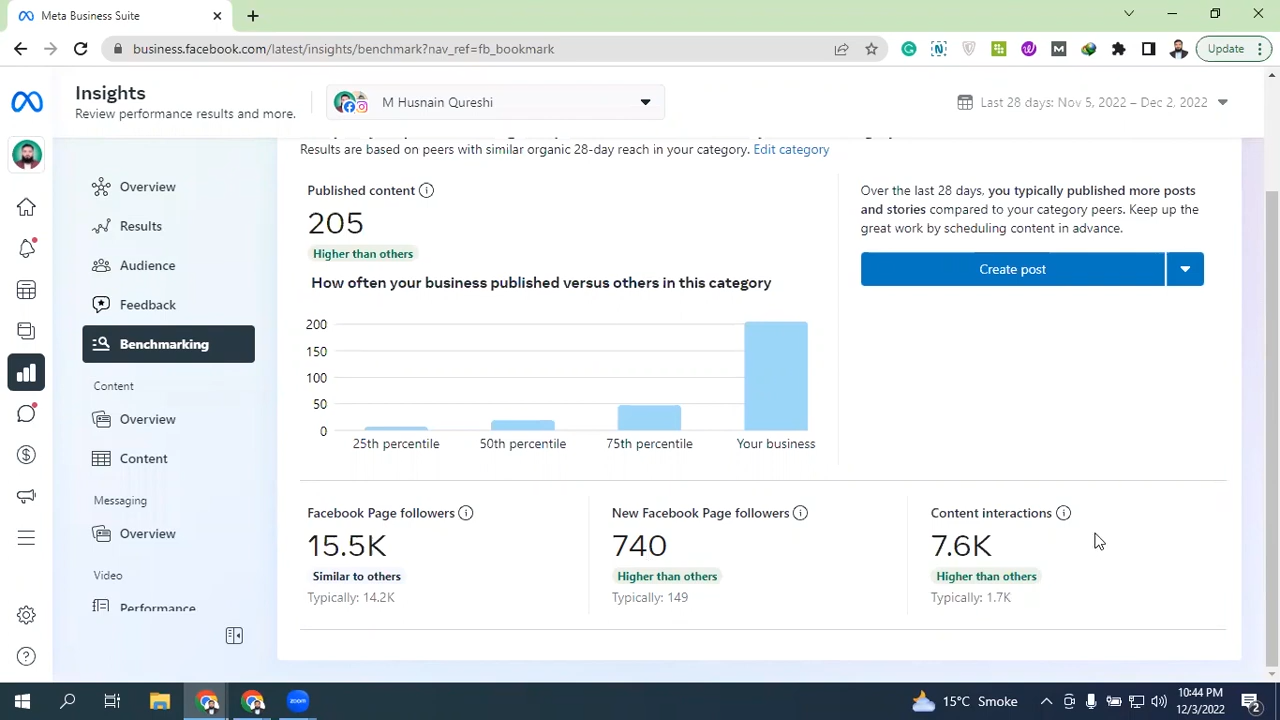 Meta Business Suite
business.facebook.com/latest/insights/benchmark?nav_ref=fb_bookmark
Update
Insights
Review performance results and more.
M Husnain Qureshi
Last 28 days: Nov 5, 2022 – Dec 2, 2022
Overview
Results
Audience
Feedback
Benchmarking
Content
Overview
Content
Messaging
Overview
Video
Performance
Results are based on peers with similar organic 28-day reach in your category. Edit category
Published content
205
Higher than others
How often your business published versus others in this category
200
150
100
50
0
25th percentile
50th percentile
75th percentile
Your business
Over the last 28 days, you typically published more posts
and stories compared to your category peers. Keep up the
great work by scheduling content in advance.
Create post
Facebook Page followers
15.5K
Similar to others
Typically: 14.2K
New Facebook Page followers
740
Higher than others
Typically: 149
Content interactions
7.6K
Higher than others
Typically: 1.7K
zoom
15°C Smoke
10:44 PM
12/3/2022
2